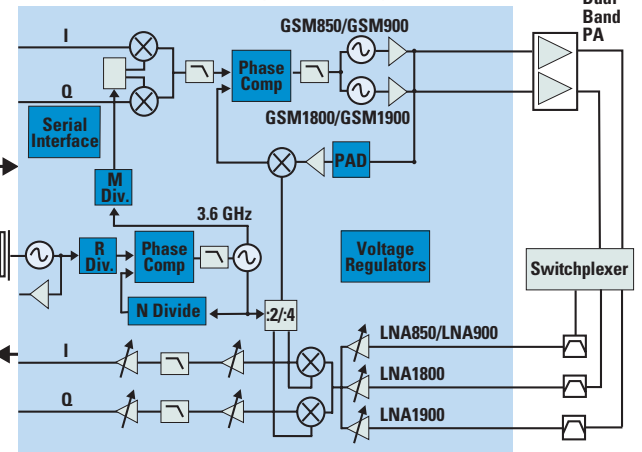 Band
PA
GSM850/GSM900
I
Phase
Comp
Q
GSM1800/GSM1900
Serial
Interface
PAD
M
Div.
3.6 GHz
R
Div.
Phase
Comp
Voltage
Regulators
Switchplexer
N Divide
:2/:4
LNA850/LNA900
I
LNA1800
Q
LNA1900